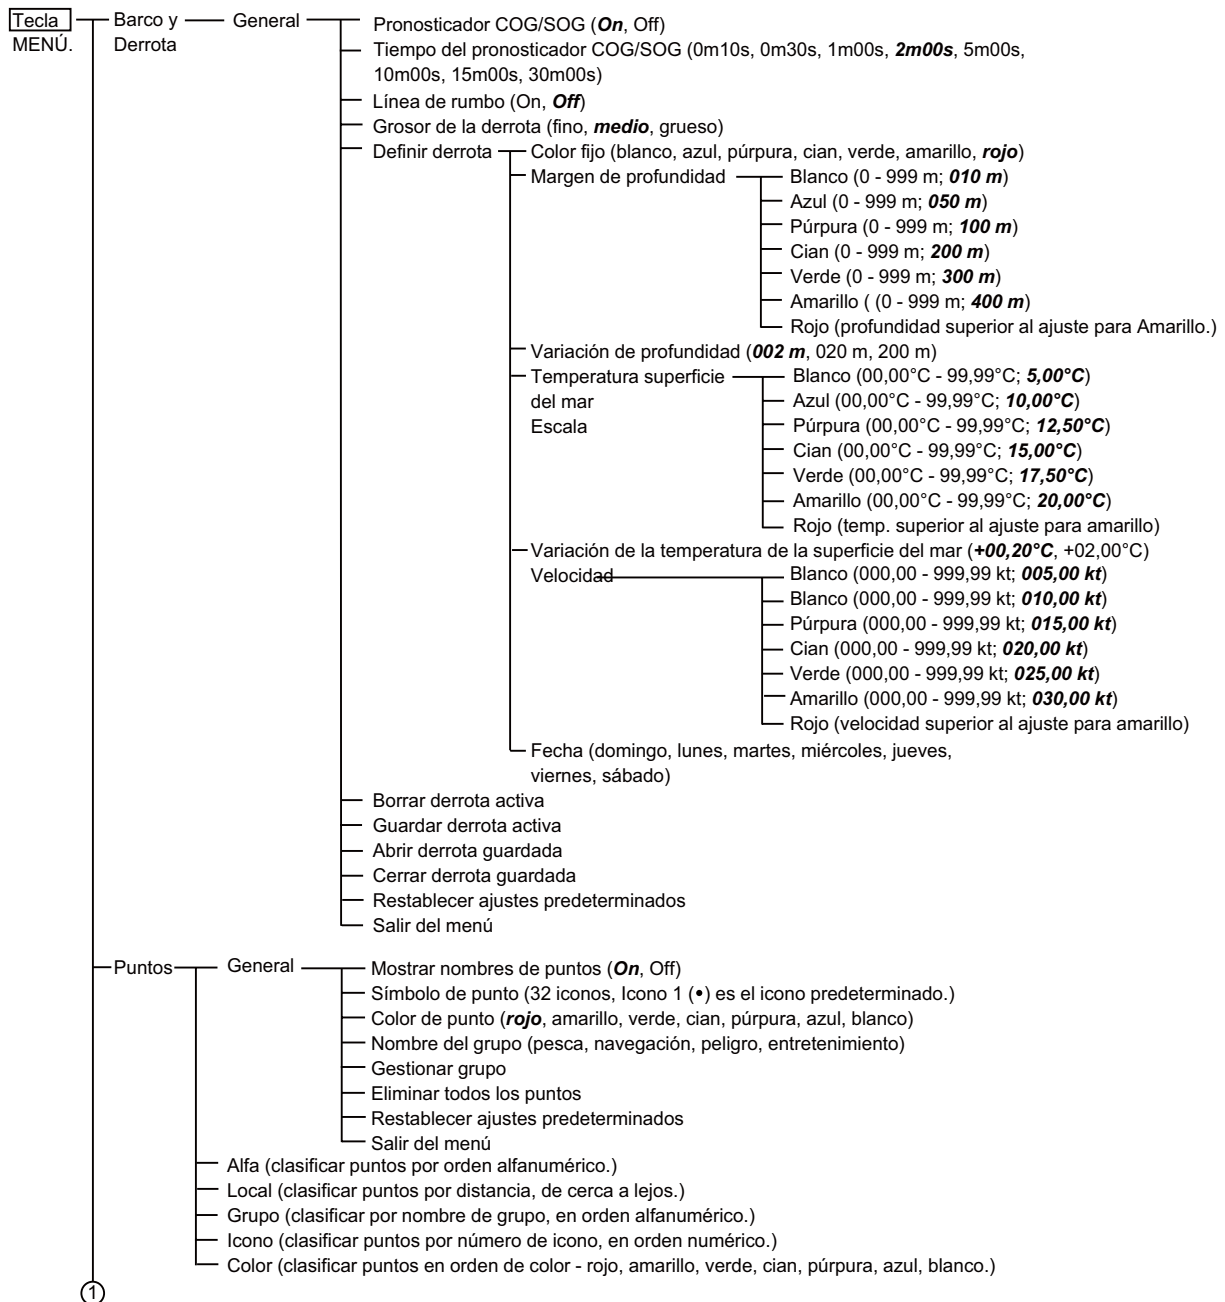 Tecla Barco y General Pronosticador COG/SOG (On, Off)
MENÚ. Derrota
Tiempo del pronosticador COG/SOG (0m10s, 0m30s, 1m00s, 2m00s, 5m00s,
10m00s, 15m00s, 30m00s)
Línea de rumbo (On, Off)
Grosor de la derrota (fino, medio, grueso)
Definir derrota Color fijo (blanco, azul, púrpura, cian, verde, amarillo, rojo)
Margen de profundidad Blanco (0 - 999 m; 010 m)
Azul (0 - 999 m; 050 m)
Púrpura (0 - 999 m; 100 m)
Cian (0 - 999 m; 200 m)
Verde (0 - 999 m; 300 m)
Amarillo ( (0 - 999 m; 400 m)
Rojo (profundidad superior al ajuste para Amarillo.)
Variación de profundidad (002 m, 020 m, 200 m)
Temperatura superficie Blanco (00,00°C - 99,99°C; 5,00°C)
del mar Azul (00,00°C - 99,99°C; 10,00°C)
Escala Púrpura (00,00°C - 99,99°C; 12,50°C)
Cian (00,00°C - 99,99°C; 15,00°C)
Verde (00,00°C - 99,99°C; 17,50°C)
Amarillo (00,00°C - 99,99°C; 20,00°C)
Rojo (temp. superior al ajuste para amarillo)
Variación de la temperatura de la superficie del mar (+00,20°C, +02,00°C)
Velocidad Blanco (000,00 - 999,99 kt; 005,00 kt)
Blanco (000,00 - 999,99 kt; 010,00 kt)
Púrpura (000,00 - 999,99 kt; 015,00 kt)
Cian (000,00 - 999,99 kt; 020,00 kt)
Verde (000,00 - 999,99 kt; 025,00 kt)
Amarillo (000,00 - 999,99 kt; 030,00 kt)
Rojo (velocidad superior al ajuste para amarillo)
Fecha (domingo, lunes, martes, miércoles, jueves,
viernes, sábado)
Borrar derrota activa
Guardar derrota activa
Abrir derrota guardada
Cerrar derrota guardada
Restablecer ajustes predeterminados
Salir del menú
Puntos General Mostrar nombres de puntos (On, Off)
Símbolo de punto (32 iconos, Icono 1 (•) es el icono predeterminado.)
Color de punto (rojo, amarillo, verde, cian, púrpura, azul, blanco)
Nombre del grupo (pesca, navegación, peligro, entretenimiento)
Gestionar grupo
Eliminar todos los puntos
Restablecer ajustes predeterminados
Salir del menú
Alfa (clasificar puntos por orden alfanumérico.)
Local (clasificar puntos por distancia, de cerca a lejos.)
Grupo (clasificar por nombre de grupo, en orden alfanumérico.)
Icono (clasificar puntos por número de icono, en orden numérico.)
Color (clasificar puntos en orden de color - rojo, amarillo, verde, cian, púrpura, azul, blanco.)
1